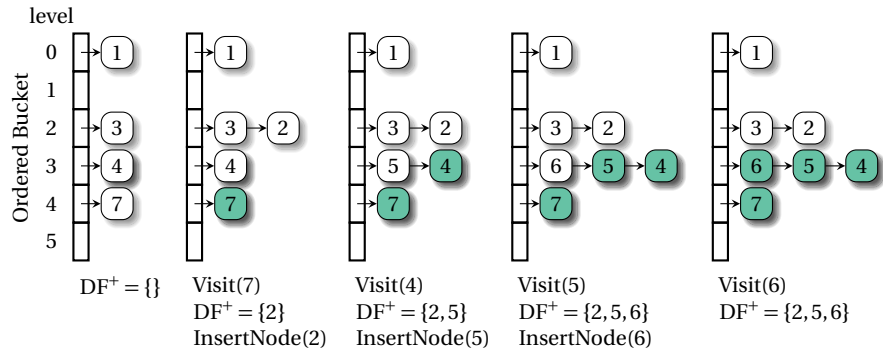 level
0 1 1 1 1 1
1
2 3 3 2 3 2 3 2 3 2
3 4 4 5 4 6 5 4 6 5 4
4 7 7 7 7 7
5
Ordered Bucket
DF⁺ = {}
Visit(7)
DF⁺ = {2}
InsertNode(2)
Visit(4)
DF⁺ = {2,5}
InsertNode(5)
Visit(5)
DF⁺ = {2,5,6}
InsertNode(6)
Visit(6)
DF⁺ = {2,5,6}